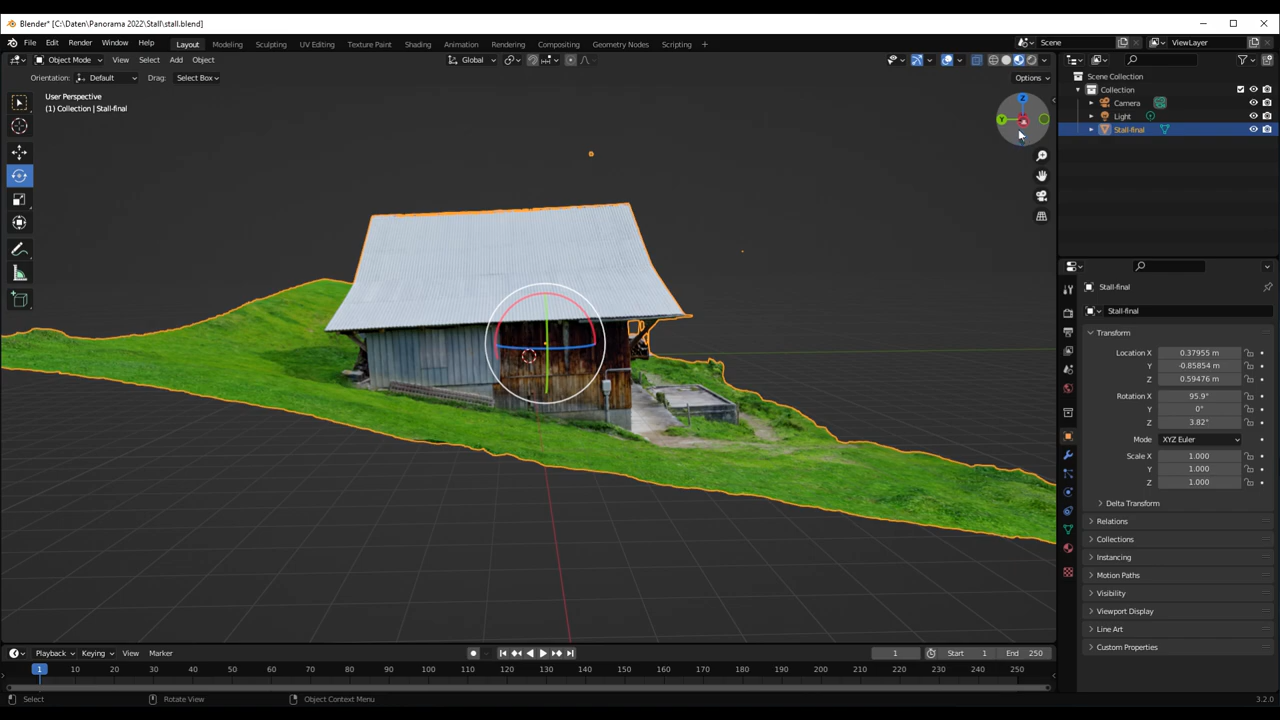 Blender* [C:\Daten\Panorama 2022\Stall\stall.blend]
File Edit Render Window Help Layout Modeling Sculpting UV Editing Texture Paint Shading Animation Rendering Compositing Geometry Nodes Scripting + Scene ViewLayer
Object Mode View Select Add Object Global
Orientation: Default Drag: Select Box Options
User Perspective
(1) Collection | Stall-final
Z
Y
Scene Collection
Collection
Camera
Light
Stall-final
Stall-final
Stall-final
Transform
Location X 0.37955 m
Y -0.85854 m
Z 0.59476 m
Rotation X 95.9°
Y 0°
Z 3.82°
Mode XYZ Euler
Scale X 1.000
Y 1.000
Z 1.000
Delta Transform
Relations
Collections
Instancing
Motion Paths
Visibility
Viewport Display
Line Art
Custom Properties
Playback Keying View Marker 1 Start 1 End 250
1 10 20 30 40 50 60 70 80 90 100 110 120 130 140 150 160 170 180 190 200 210 220 230 240 250
Select Rotate View Object Context Menu 3.2.0